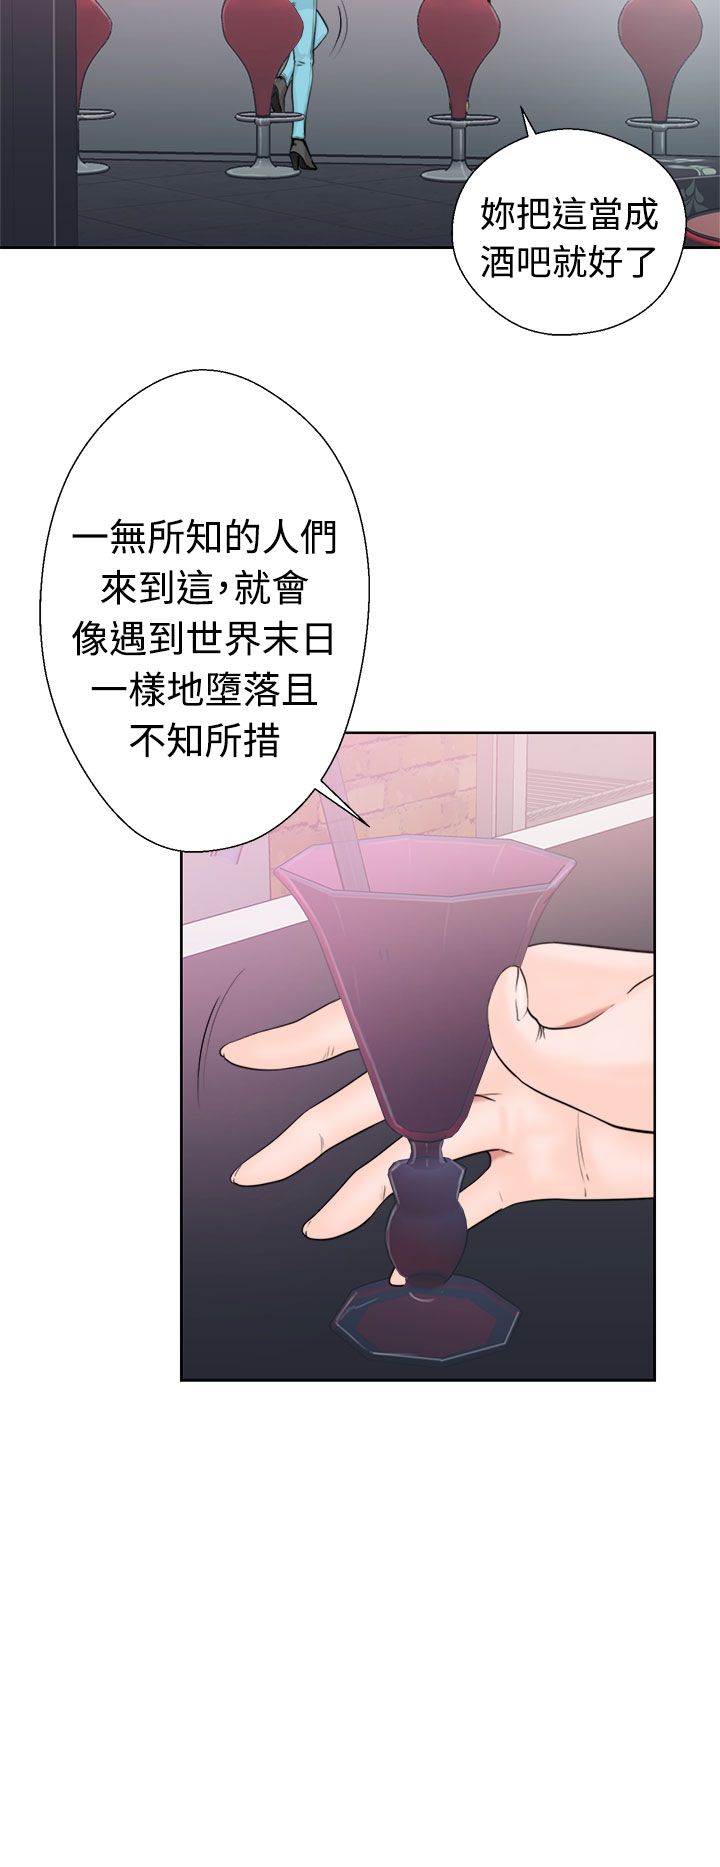 妳把這當成
酒吧就好了
一無所知的人們
來到這，就會
像遇到世界末日
一樣地墮落且
不知所措